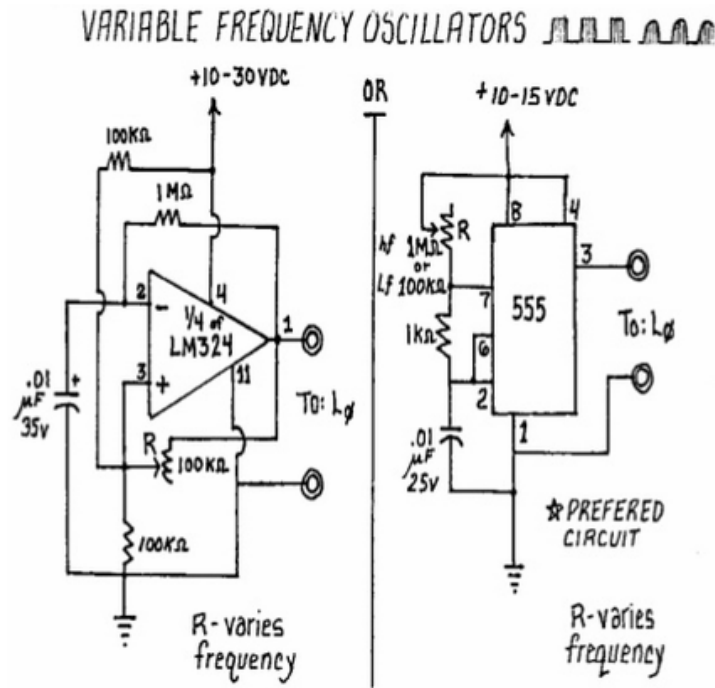 VARIABLE FREQUENCY OSCILLATORS
+10-30VDC
100KΩ
1MΩ
2
-
4
1/4 of
LM324
1
3
+
11
.01
µF
35V
+
R
100KΩ
To: LØ
100KΩ
R-varies
frequency
OR
+10-15VDC
8
4
R
hf 1MΩ
or
Lf 100KΩ
7
3
555
1KΩ
6
2
1
To: LØ
.01
µF
25V
☆PREFERED
CIRCUIT
R-varies
frequency